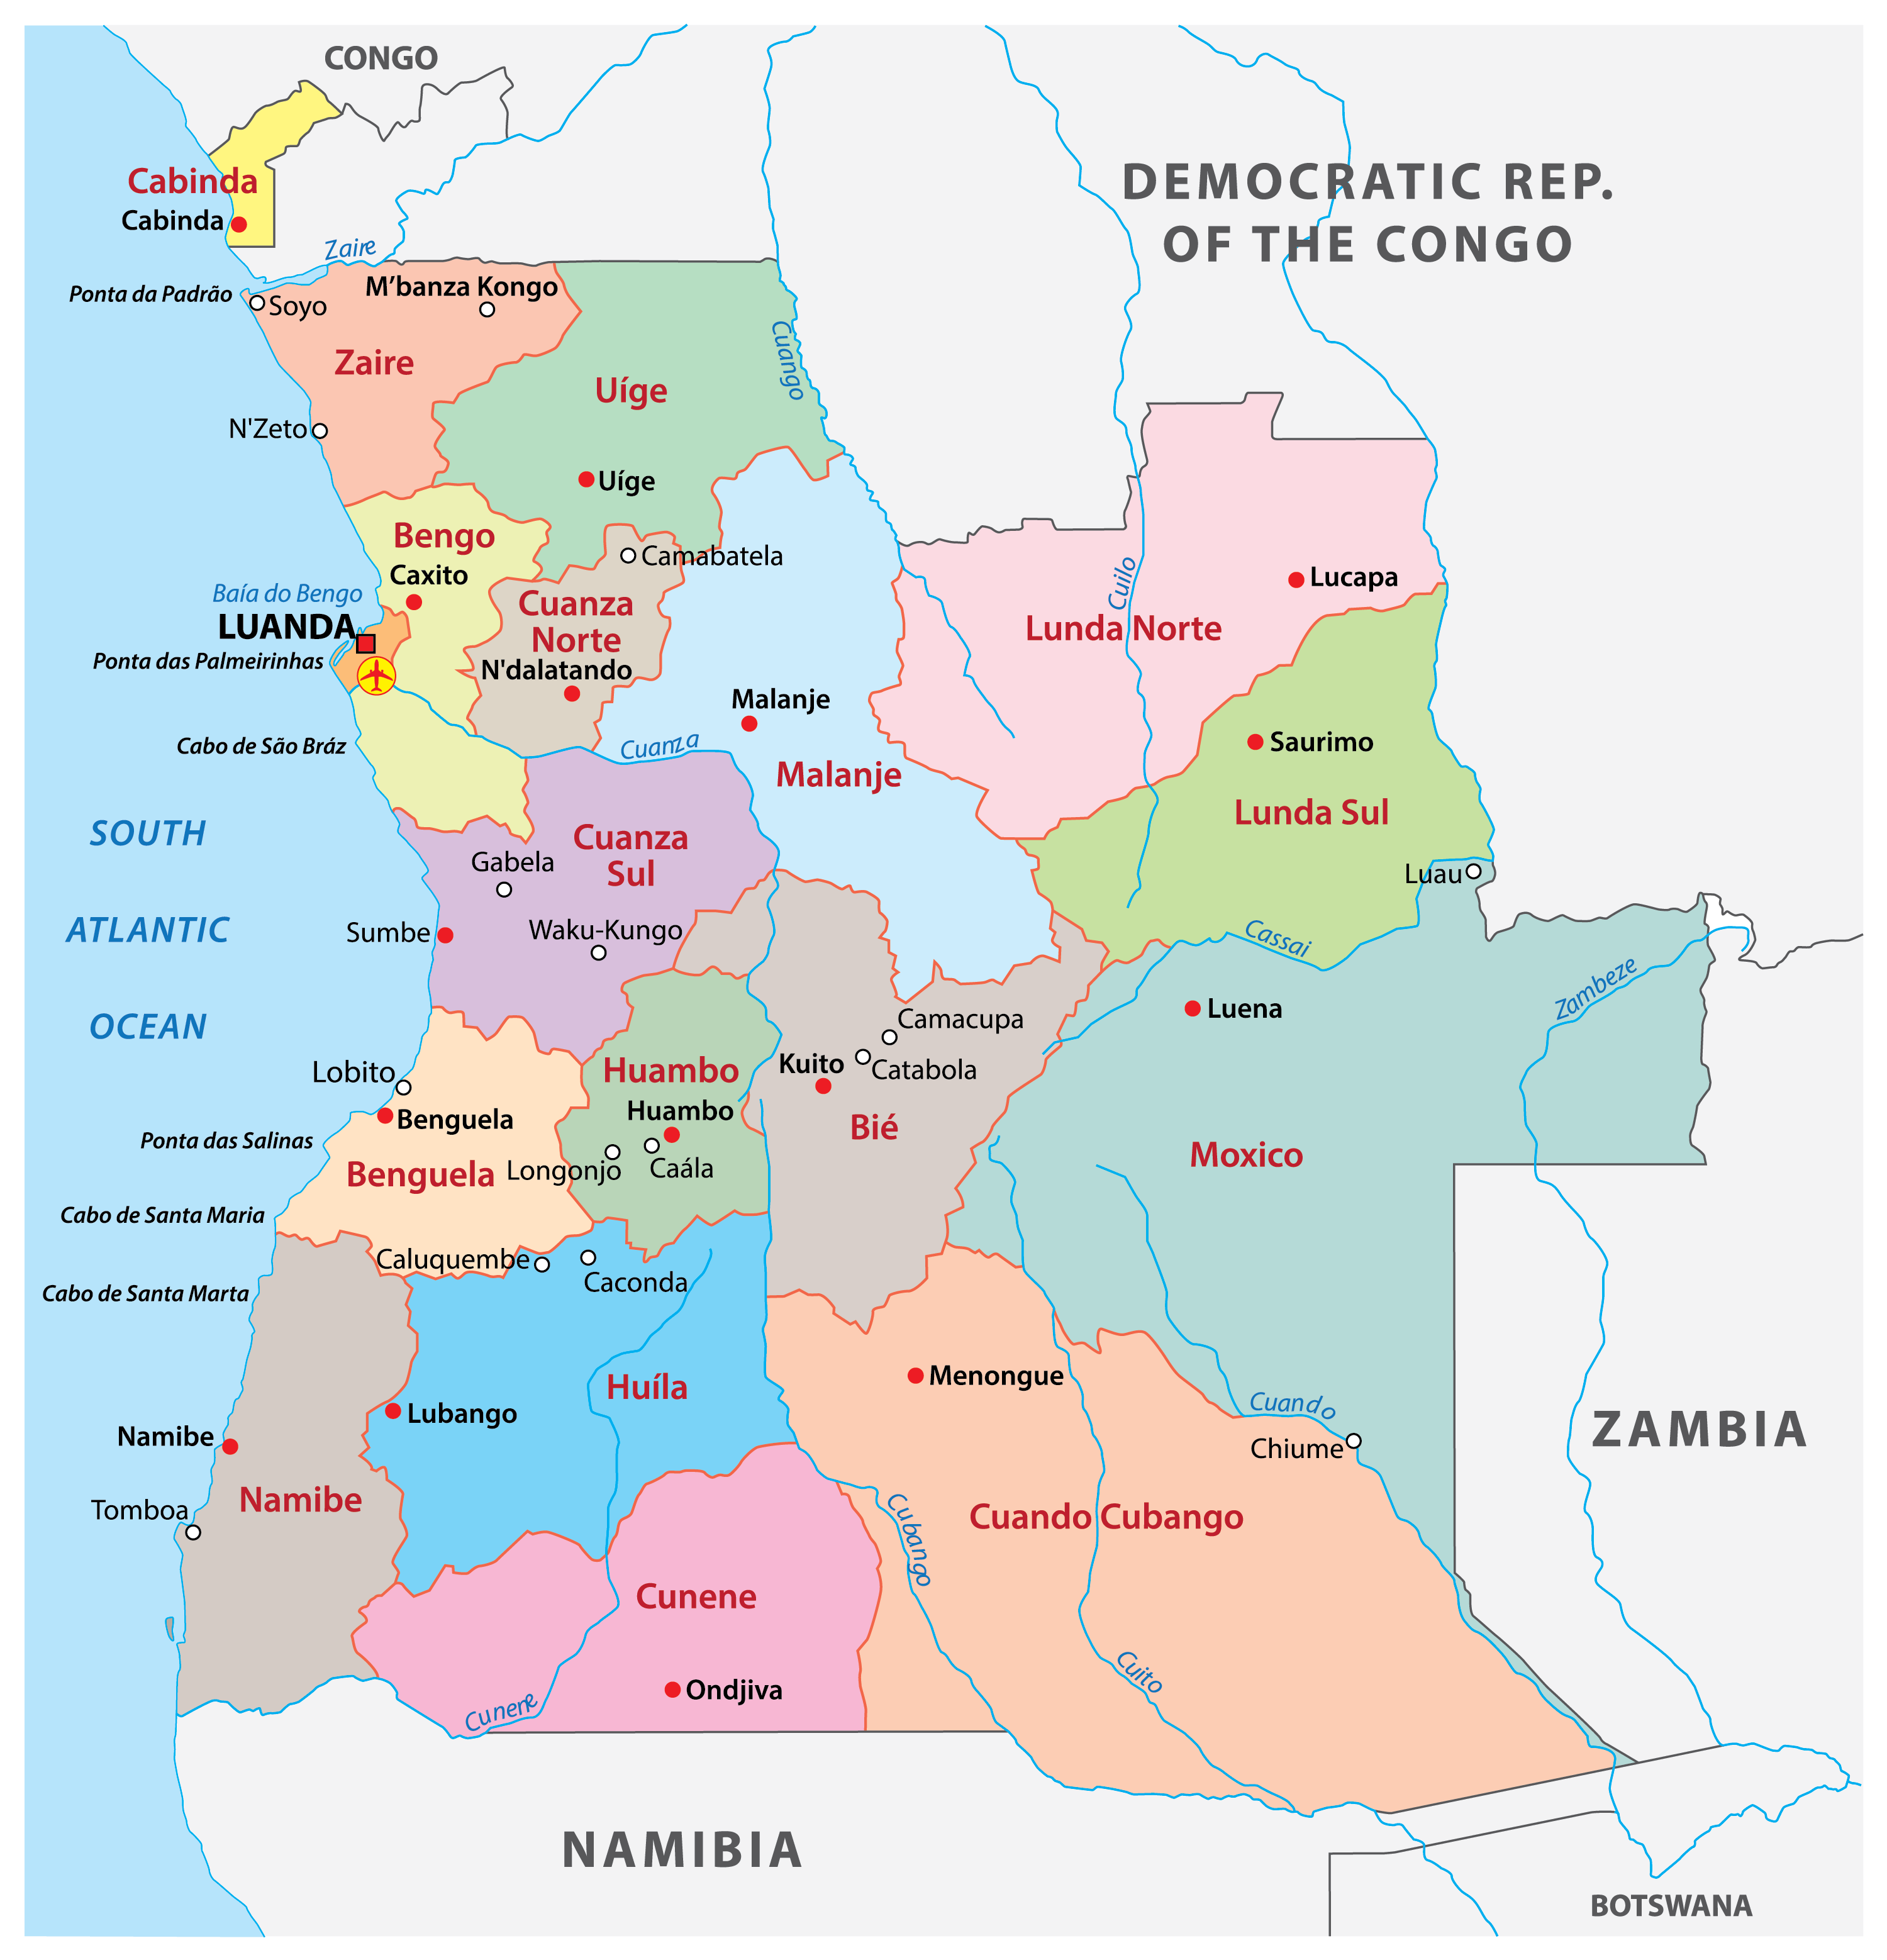 CONGO
DEMOCRATIC REP.
OF THE CONGO
Cabinda
Cabinda
Zaire
Ponta da Padrão
Soyo
M'banza Kongo
Zaire
Uíge
Cuango
N'Zeto
Uíge
Bengo
Caxito
Camabatela
Baía do Bengo
LUANDA
Ponta das Palmeirinhas
Cuanza
Norte
N'dalatando
Cuilo
Lucapa
Lunda Norte
Malanje
Cabo de São Bráz
Cuanza
Malanje
Saurimo
Lunda Sul
SOUTH
ATLANTIC
OCEAN
Cuanza
Sul
Gabela
Luau
Sumbe
Waku-Kungo
Cassai
Zambeze
Luena
Camacupa
Kuito
Catabola
Lobito
Huambo
Huambo
Benguela
Bié
Ponta das Salinas
Longonjo
Caála
Benguela
Moxico
Cabo de Santa Maria
Caluquembe
Caconda
Cabo de Santa Marta
Menongue
Huíla
Cuando
Lubango
Chiume
ZAMBIA
Namibe
Namibe
Tomboa
Cubango
Cuando Cubango
Cunene
Cuito
Ondjiva
Cunene
NAMIBIA
BOTSWANA